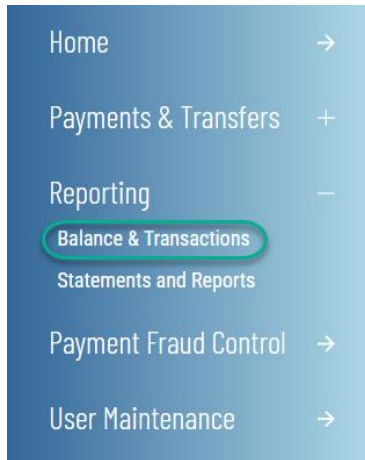 Home
Payments & Transfers
Reporting
Balance & Transactions
Statements and Reports
Payment Fraud Control
User Maintenance